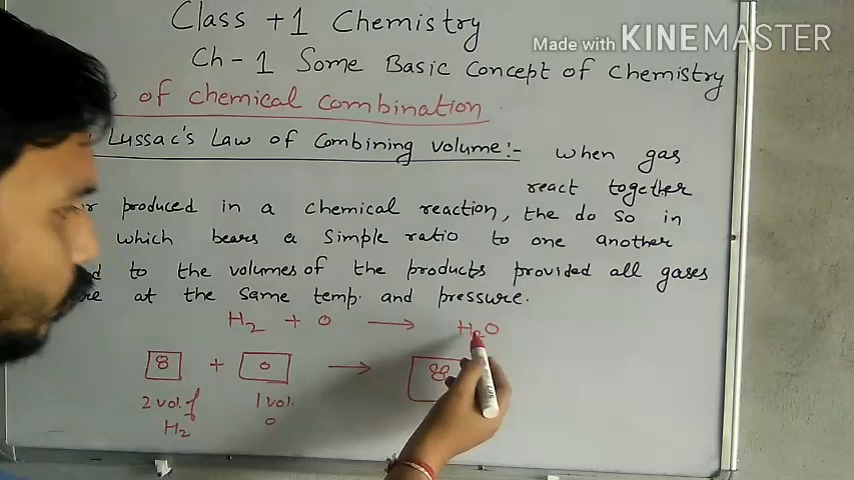 Class +1 Chemistry
Made with KINEMASTER
Ch-1 Some Basic Concept of Chemistry
of chemical combination
Lussac's Law of Combining volume:- when gas
react together
produced in a chemical reaction, the do so in
which bears a simple ratio to one another
to the volumes of the products provided all gases
at the same temp. and pressure.
H2 + O → H2O
8 + 0 →
2 vol. of 1 vol.
H2 O